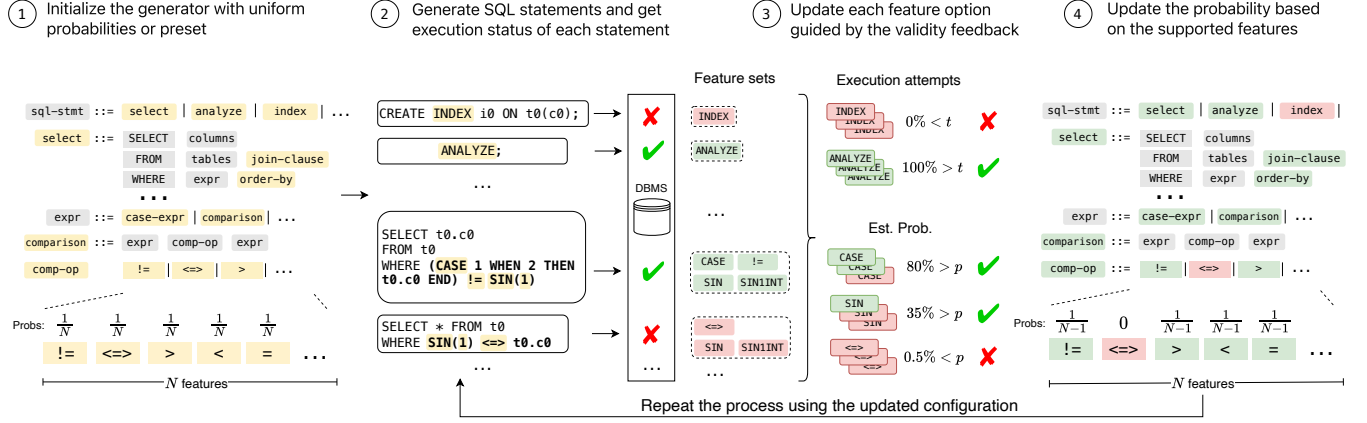 1 Initialize the generator with uniform
probabilities or preset
sql-stmt ::= select | analyze | index | ...
select ::= SELECT columns
FROM tables join-clause
WHERE expr order-by
...
expr ::= case-expr | comparison | ...
comparison ::= expr comp-op expr
comp-op ::= != | <=> | > | ...
Probs: 1/N 1/N 1/N 1/N 1/N
!= <=> > < = ...
N features
2 Generate SQL statements and get
execution status of each statement
CREATE INDEX i0 ON t0(c0); ✘
ANALYZE; ✔
...
SELECT t0.c0
FROM t0
WHERE (CASE 1 WHEN 2 THEN
t0.c0 END) != SIN(1)
SELECT * FROM t0
WHERE SIN(1) <=> t0.c0
...
DBMS
✔
✘
...
Feature sets
INDEX
ANALYZE
...
CASE !=
SIN SIN1INT
<=>
SIN SIN1INT
...
3 Update each feature option
guided by the validity feedback
Execution attempts
INDEX INDEX INDEX 0% < t ✘
ANALYZE ANALYZE ANALYZE 100% > t ✔
Est. Prob.
CASE CASE CASE 80% > p ✔
SIN SIN SIN 35% > p ✔
<=> <=> <=> 0.5% < p ✘
4 Update the probability based
on the supported features
sql-stmt ::= select | analyze | index |
select ::= SELECT columns
FROM tables join-clause
WHERE expr order-by
...
expr ::= case-expr | comparison | ...
comparison ::= expr comp-op expr
comp-op ::= != | <=> | > | ...
Probs: 1/N−1 0 1/N−1 1/N−1 1/N−1
!= <=> > < = ...
N features
Repeat the process using the updated configuration